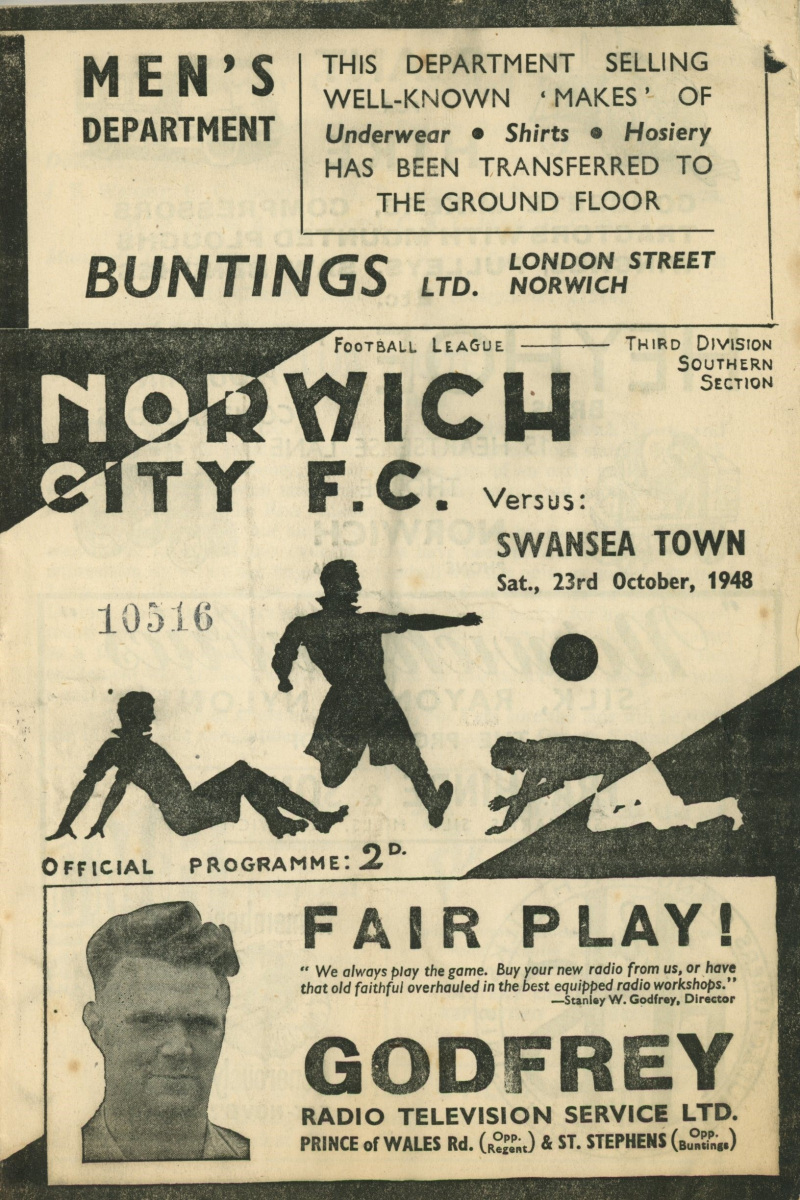 MEN'S
DEPARTMENT
THIS DEPARTMENT SELLING
WELL-KNOWN 'MAKES' OF
Underwear • Shirts • Hosiery
HAS BEEN TRANSFERRED TO
THE GROUND FLOOR
BUNTINGS LTD.
LONDON STREET
NORWICH
FOOTBALL LEAGUE ——— THIRD DIVISION
SOUTHERN
SECTION
NORWICH
CITY F.C.
Versus:
SWANSEA TOWN
Sat., 23rd October, 1948
10516
OFFICIAL PROGRAMME: 2D.
FAIR PLAY!
"We always play the game. Buy your new radio from us, or have
that old faithful overhauled in the best equipped radio workshops."
—Stanley W. Godfrey, Director
GODFREY
RADIO TELEVISION SERVICE LTD.
PRINCE of WALES Rd. (Opp. Regent) & ST. STEPHENS (Opp. Buntings)